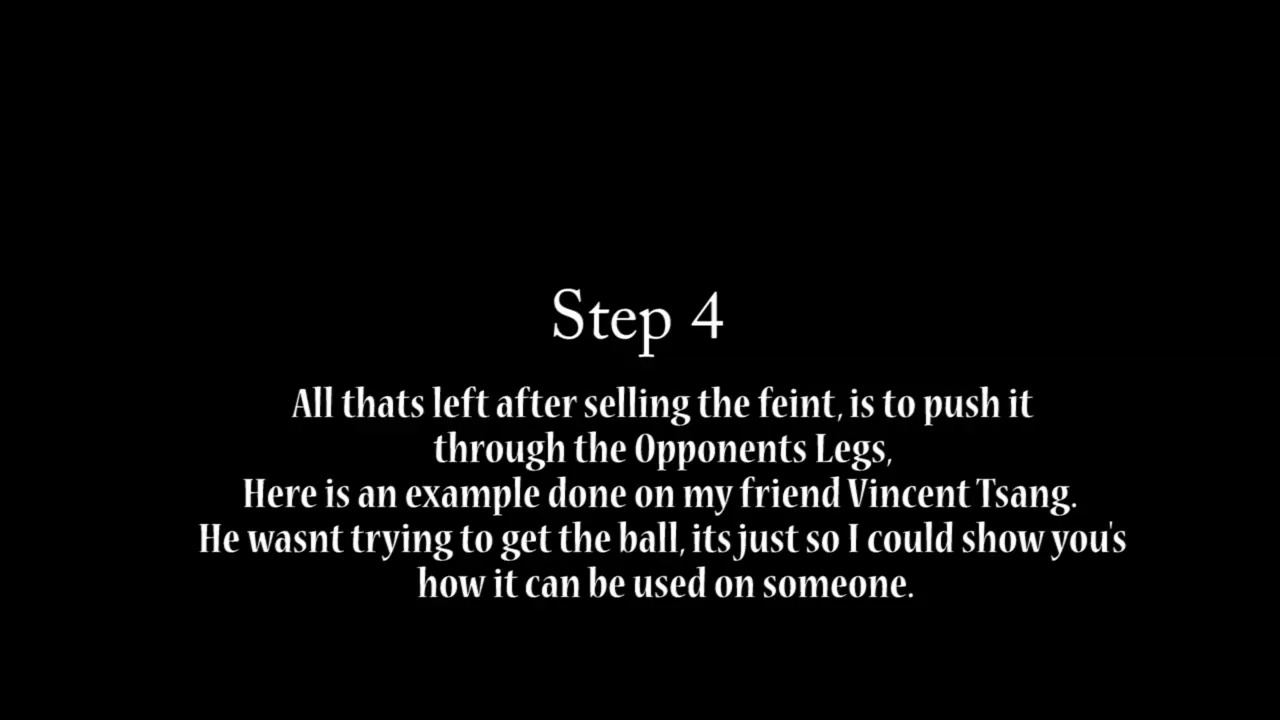 Step 4
All thats left after selling the feint, is to push it
through the Opponents Legs,
Here is an example done on my friend Vincent Tsang.
He wasnt trying to get the ball, its just so I could show you's
how it can be used on someone.